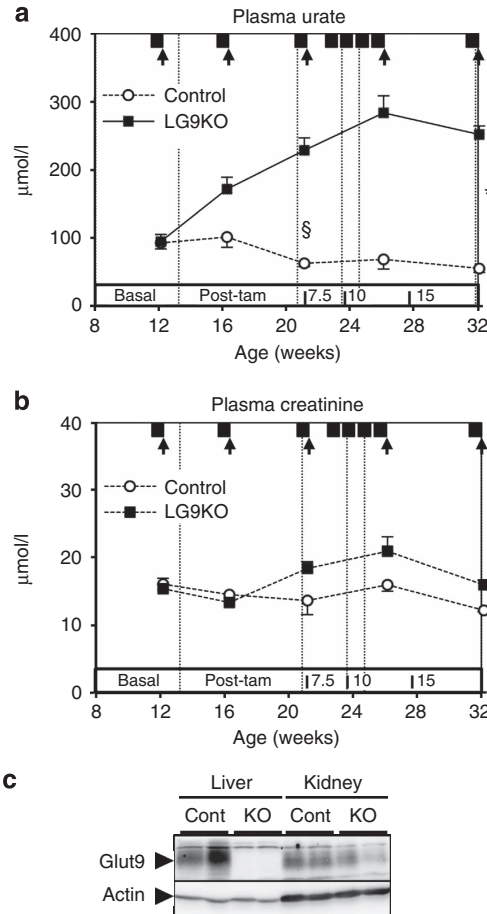 a
Plasma urate
400
300
200
100
0
µmol/l
Control
LG9KO
§
*
Basal Post-tam 7.5 10 15
8 12 16 20 24 28 32
Age (weeks)
b
Plasma creatinine
40
30
20
10
0
µmol/l
Control
LG9KO
Basal Post-tam 7.5 10 15
8 12 16 20 24 28 32
Age (weeks)
c
Liver Kidney
Cont KO Cont KO
Glut9
Actin